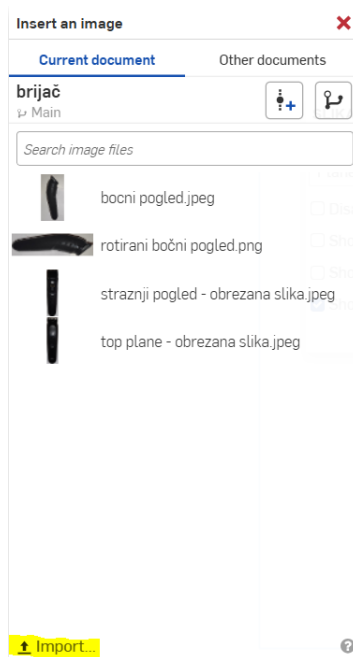 Insert an image
Current document
Other documents
brijač
Main
Search image files
bocni pogled.jpeg
rotirani bočni pogled.png
straznji pogled - obrezana slika.jpeg
top plane - obrezana slika.jpeg
Import...